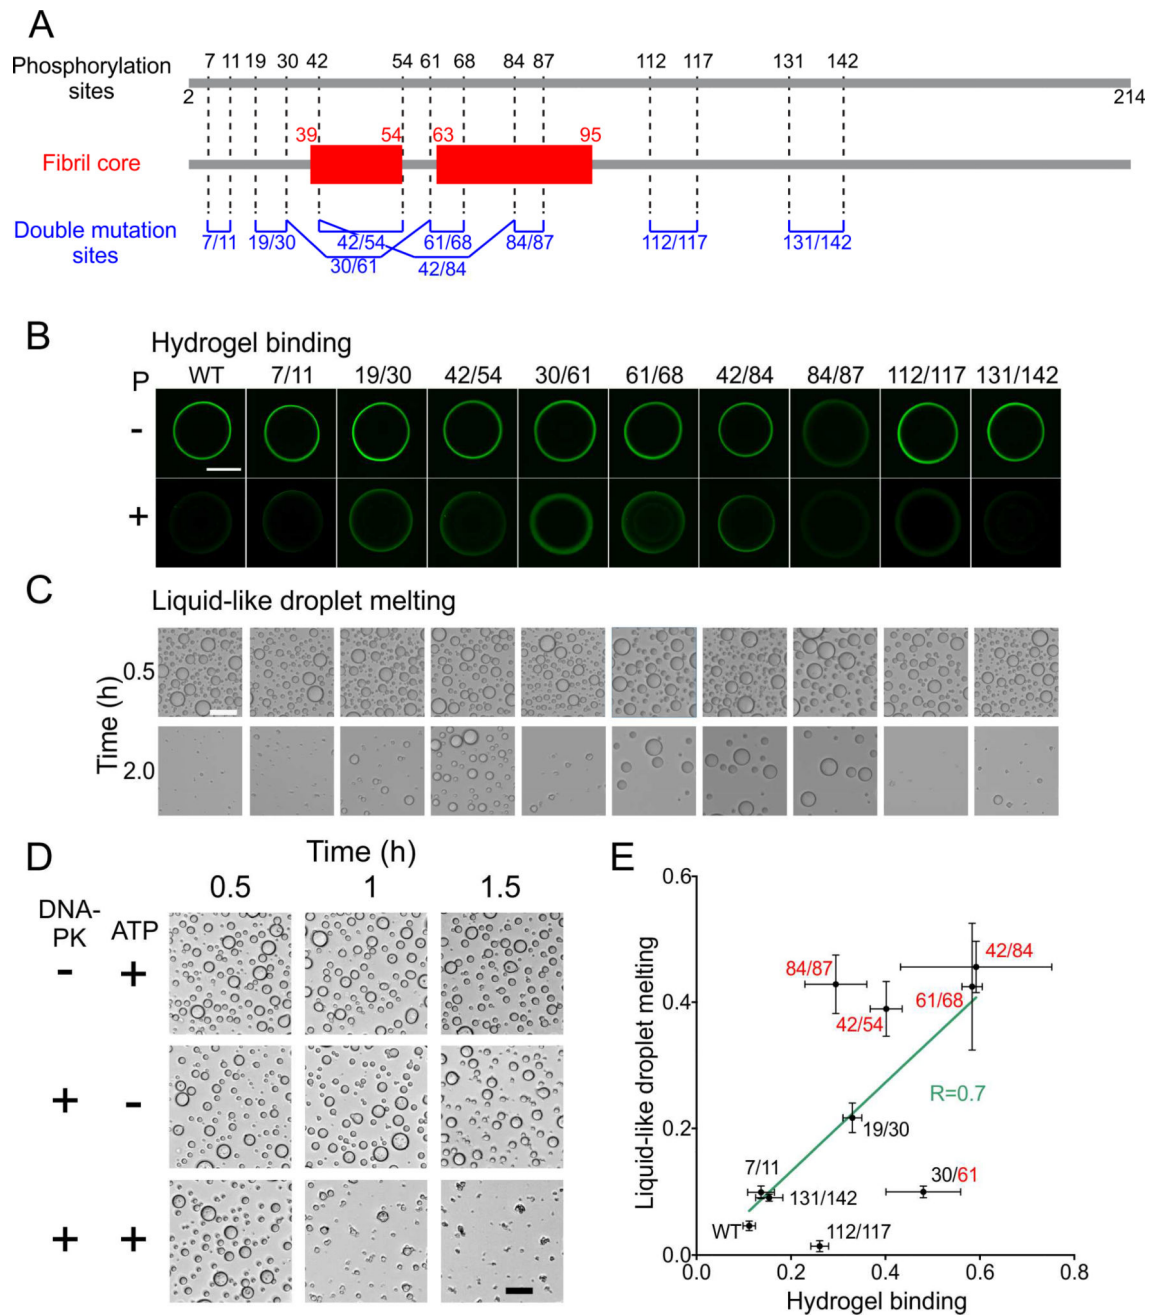 A
7 11 19 30 42 54 61 68 84 87 112 117 131 142
Phosphorylation
sites
2
214
39 54 63 95
Fibril core
Double mutation
sites
7/11 19/30 42/54 61/68 84/87 112/117 131/142
30/61 42/84
B
Hydrogel binding
P WT 7/11 19/30 42/54 30/61 61/68 42/84 84/87 112/117 131/142
-
+
C
Liquid-like droplet melting
Time (h)
0.5
2.0
D
Time (h)
0.5 1 1.5
DNA-
PK
ATP
- +
+ -
+ +
E
Liquid-like droplet melting
0.6
0.4
0.2
0.0
84/87
42/84
42/54
61/68
R=0.7
19/30
7/11
30/61
131/142
WT
112/117
0.0 0.2 0.4 0.6 0.8
Hydrogel binding